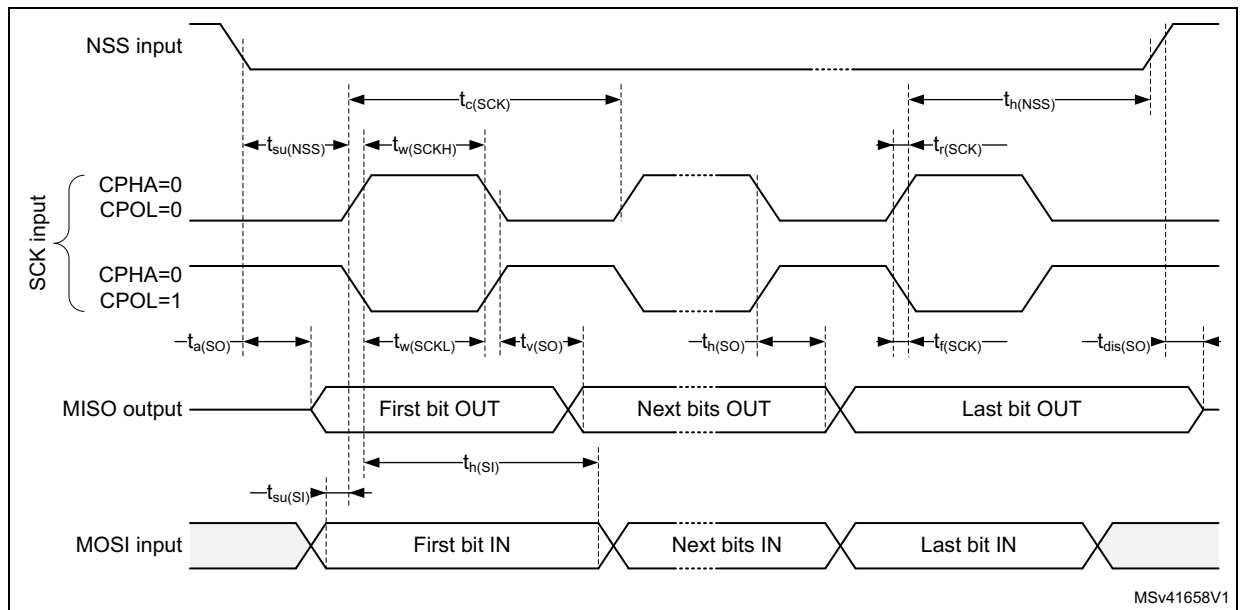 NSS input
tc(SCK)
th(NSS)
tsu(NSS)
tw(SCKH)
tr(SCK)
SCK input
CPHA=0
CPOL=0
CPHA=0
CPOL=1
ta(SO)
tw(SCKL)
tv(SO)
th(SO)
tf(SCK)
tdis(SO)
MISO output
First bit OUT
Next bits OUT
Last bit OUT
th(SI)
tsu(SI)
MOSI input
First bit IN
Next bits IN
Last bit IN
MSv41658V1